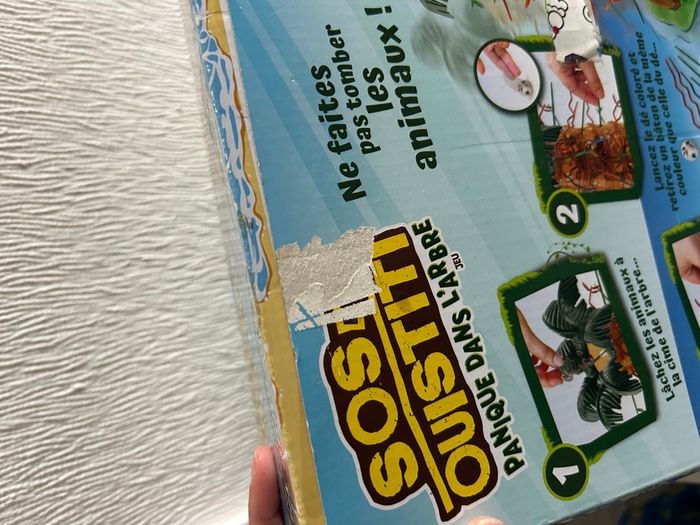 Ne faites
pas tomber
les
animaux !
SOS
OUISTITI
PANIQUE DANS L'ARBRE
JEU
1
Lâchez les animaux à
la cime de l'arbre...
2
Lancez le dé coloré et
retirez un bâton de la même
couleur que celle du dé...